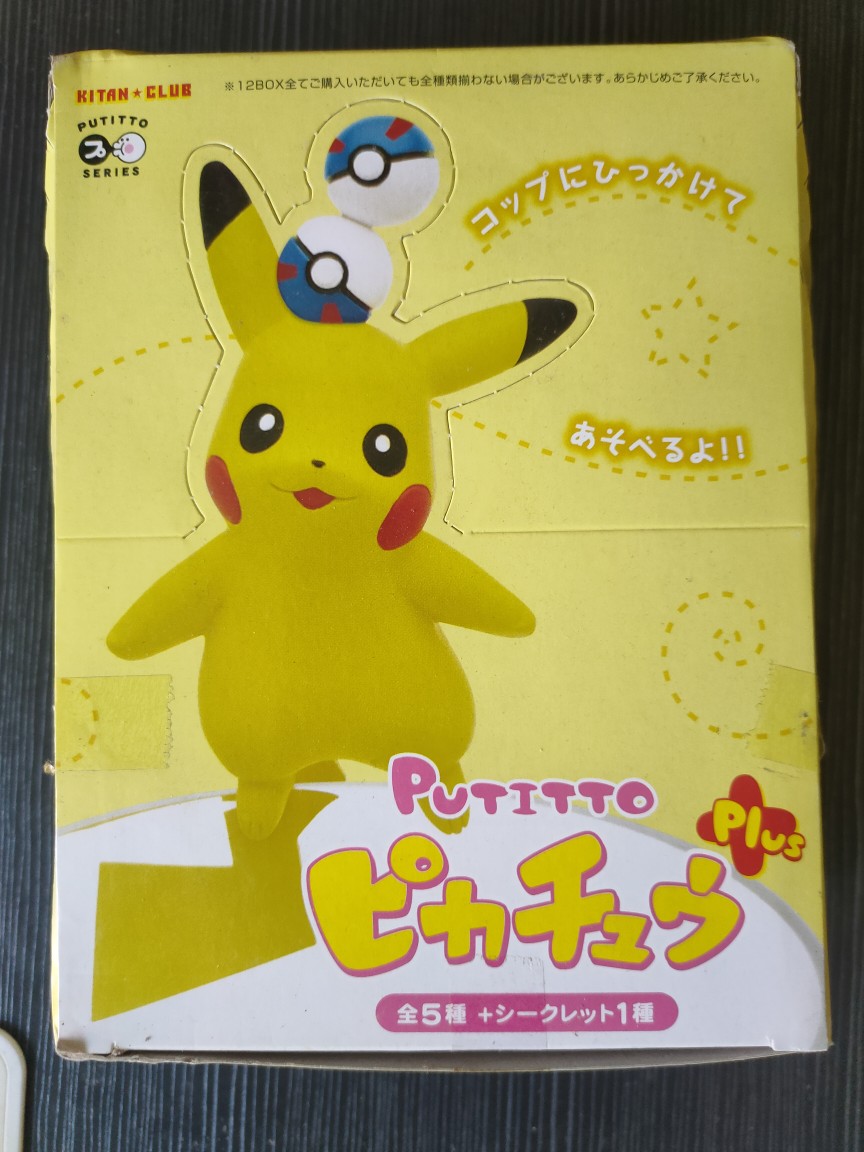 KITAN★CLUB
※12BOX全てご購入いただいても全種類揃わない場合がございます。あらかじめご了承ください。
PUTITTO
プ
SERIES
コップにひっかけて
あそべるよ!!
PUTITTO
Plus
ピカチュウ
全5種 +シークレット1種